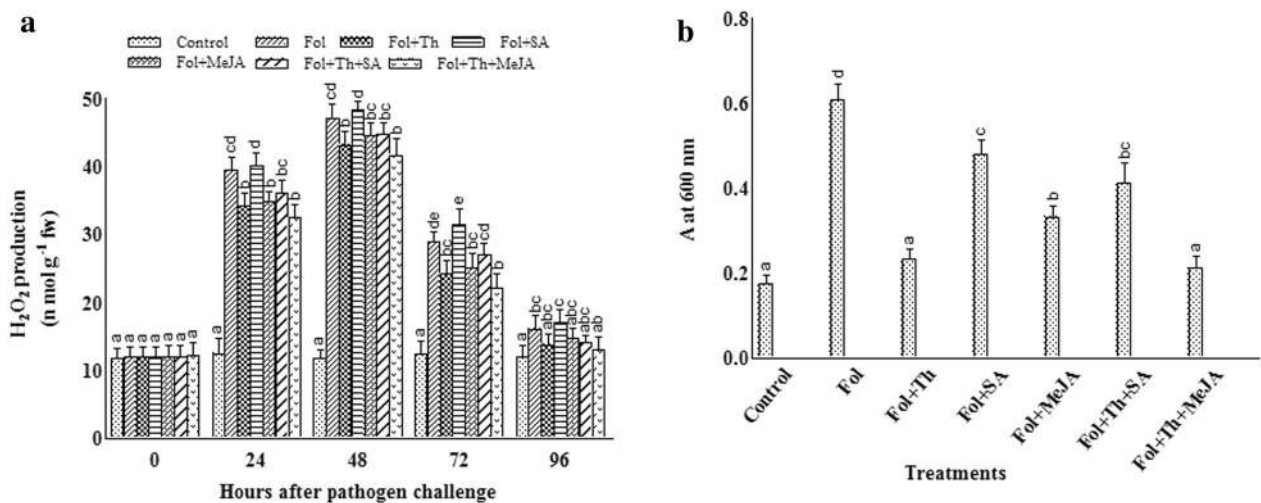 a
Control Fol Fol+Th Fol+SA
Fol+MeJA Fol+Th+SA Fol+Th+MeJA
H₂O₂ production
(n mol g⁻¹ fw)
50
40
30
20
10
0
a a a a a a a
a cd b d b bc b
a cd b d bc bc b
a de bc e bc cd b
a abc abc c abc abc ab
0 24 48 72 96
Hours after pathogen challenge
b
A at 600 nm
0.8
0.6
0.4
0.2
0.0
a d a c b bc a
Control Fol Fol+Th Fol+SA Fol+MeJA Fol+Th+SA Fol+Th+MeJA
Treatments